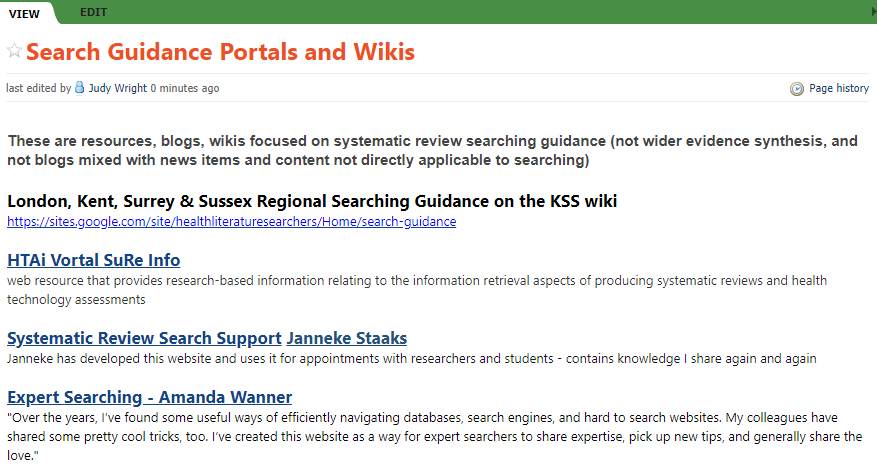 VIEW EDIT
Search Guidance Portals and Wikis
last edited by Judy Wright 0 minutes ago Page history
These are resources, blogs, wikis focused on systematic review searching guidance (not wider evidence synthesis, and
not blogs mixed with news items and content not directly applicable to searching)
London, Kent, Surrey & Sussex Regional Searching Guidance on the KSS wiki
https://sites.google.com/site/healthliteraturesearchers/Home/search-guidance
HTAi Vortal SuRe Info
web resource that provides research-based information relating to the information retrieval aspects of producing systematic reviews and health
technology assessments
Systematic Review Search Support Janneke Staaks
Janneke has developed this website and uses it for appointments with researchers and students - contains knowledge I share again and again
Expert Searching - Amanda Wanner
"Over the years, I've found some useful ways of efficiently navigating databases, search engines, and hard to search websites. My colleagues have
shared some pretty cool tricks, too. I've created this website as a way for expert searchers to share expertise, pick up new tips, and generally share the
love."